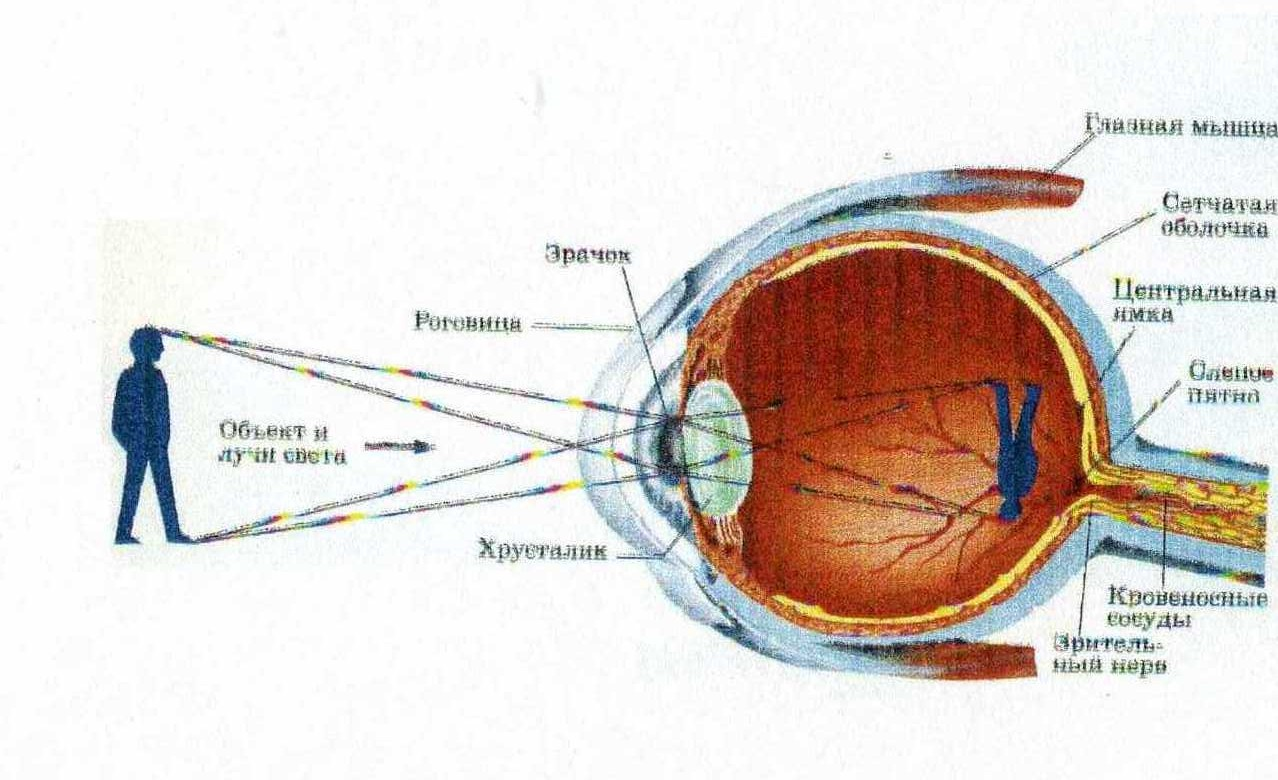 Глазная мышца
Сетчатая
оболочка
Зрачок
Центральная
ямка
Роговица
Слепое
пятно
Объект и
лучи света
Хрусталик
Кровеносные
сосуды
Зритель-
ный нерв